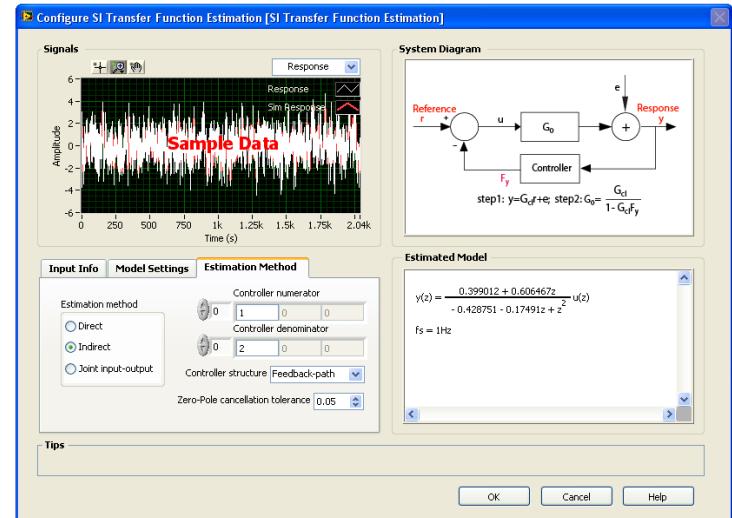 Configure SI Transfer Function Estimation [SI Transfer Function Estimation]
Signals
Response
Response
Sim Response
Sample Data
Amplitude
6
4
2
0
-2
-4
-6
0 250 500 750 1k 1.25k 1.5k 1.75k 2.04k
Time (s)
System Diagram
e
Reference
r
+
-
u
G₀
+
Response
y
Controller
Fy
step1: y=Gclr+e; step2: G₀= Gcl
1- GclFy
Input Info Model Settings Estimation Method
Estimation method
Direct
Indirect
Joint input-output
Controller numerator
0 1 0 0
Controller denominator
0 2 0 0
Controller structure Feedback-path
Zero-Pole cancellation tolerance 0.05
Estimated Model
0.399012 + 0.606467z
y(z) = u(z)
- 0.428751 - 0.17491z + z²
fs = 1Hz
Tips
OK Cancel Help